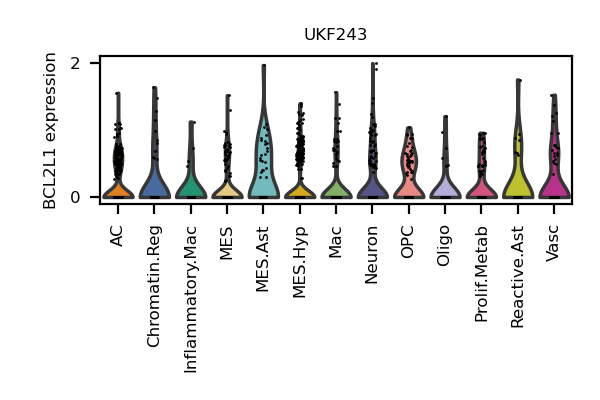 UKF243
BCL2L1 expression
2
0
AC
Chromatin.Reg
Inflammatory.Mac
MES
MES.Ast
MES.Hyp
Mac
Neuron
OPC
Oligo
Prolif.Metab
Reactive.Ast
Vasc